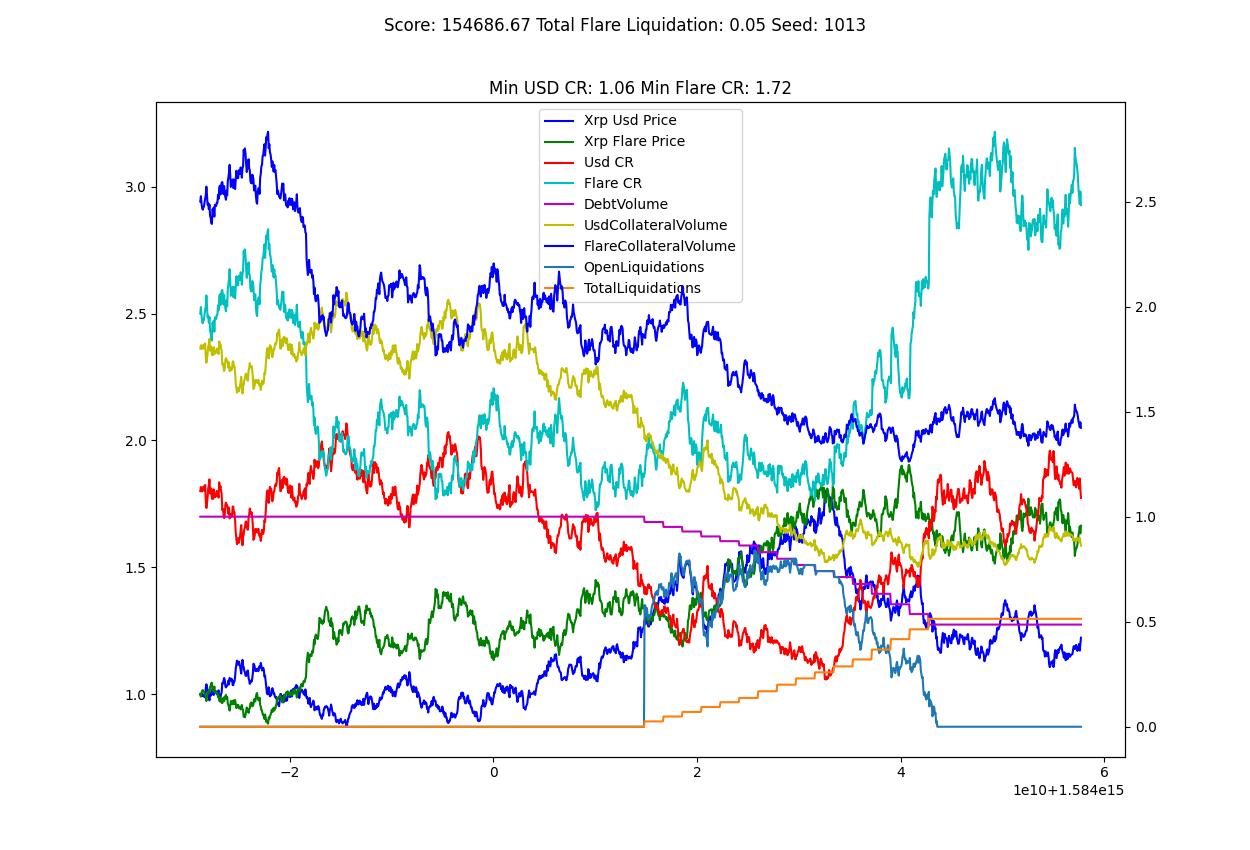 Score: 154686.67 Total Flare Liquidation: 0.05 Seed: 1013
Min USD CR: 1.06 Min Flare CR: 1.72
Xrp Usd Price
Xrp Flare Price
Usd CR
Flare CR
DebtVolume
UsdCollateralVolume
FlareCollateralVolume
OpenLiquidations
TotalLiquidations
3.0
2.5
2.0
1.5
1.0
2.5
2.0
1.5
1.0
0.5
0.0
−2 0 2 4 6
1e10+1.584e15